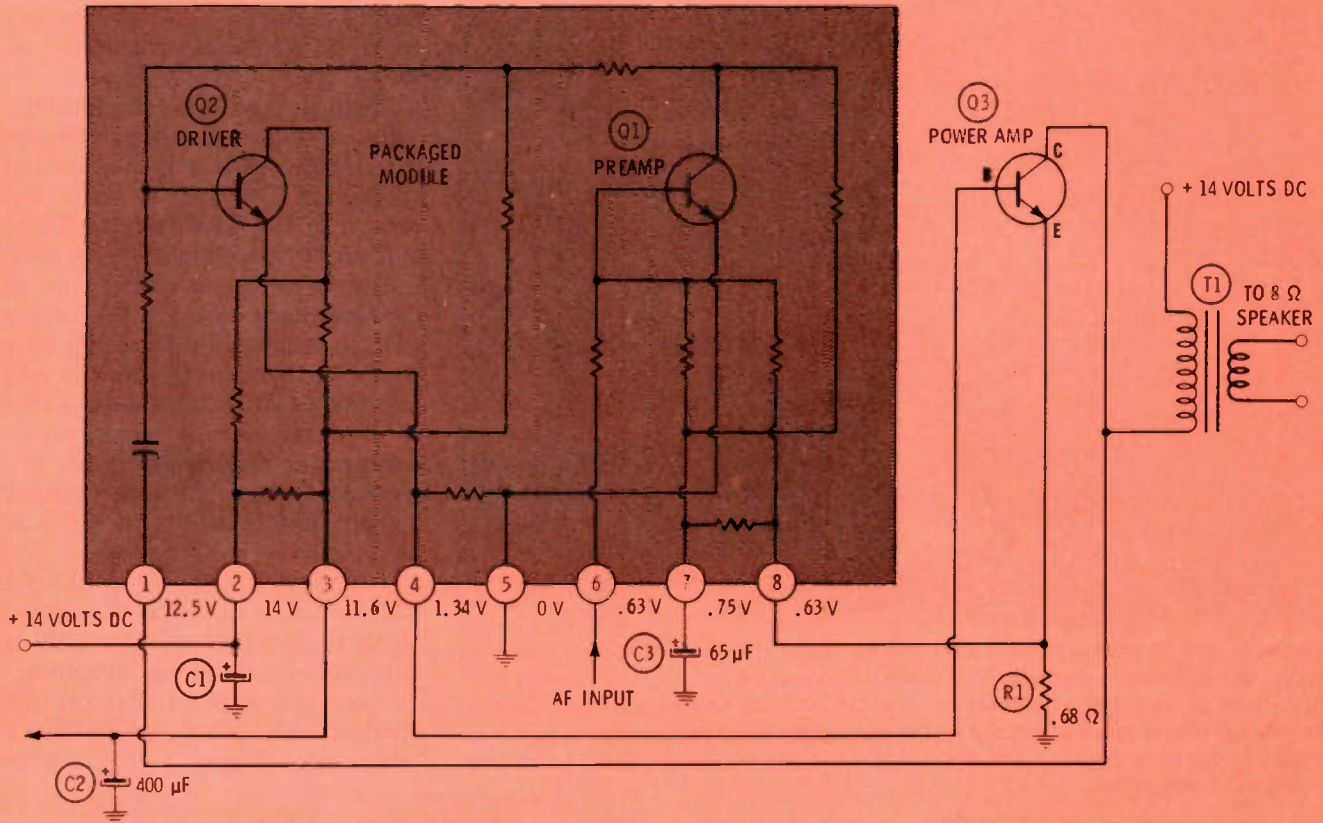 Q2
DRIVER
PACKAGED
MODULE
Q1
PREAMP
Q3
POWER AMP
B
C
E
+ 14 VOLTS DC
T1
TO 8 Ω
SPEAKER
1
2
3
4
5
6
7
8
12.5 V
14 V
11.6 V
1.34 V
0 V
.63 V
.75 V
.63 V
+ 14 VOLTS DC
C1
+
AF INPUT
C3
+
65 µF
R1
.68 Ω
C2
+
400 µF